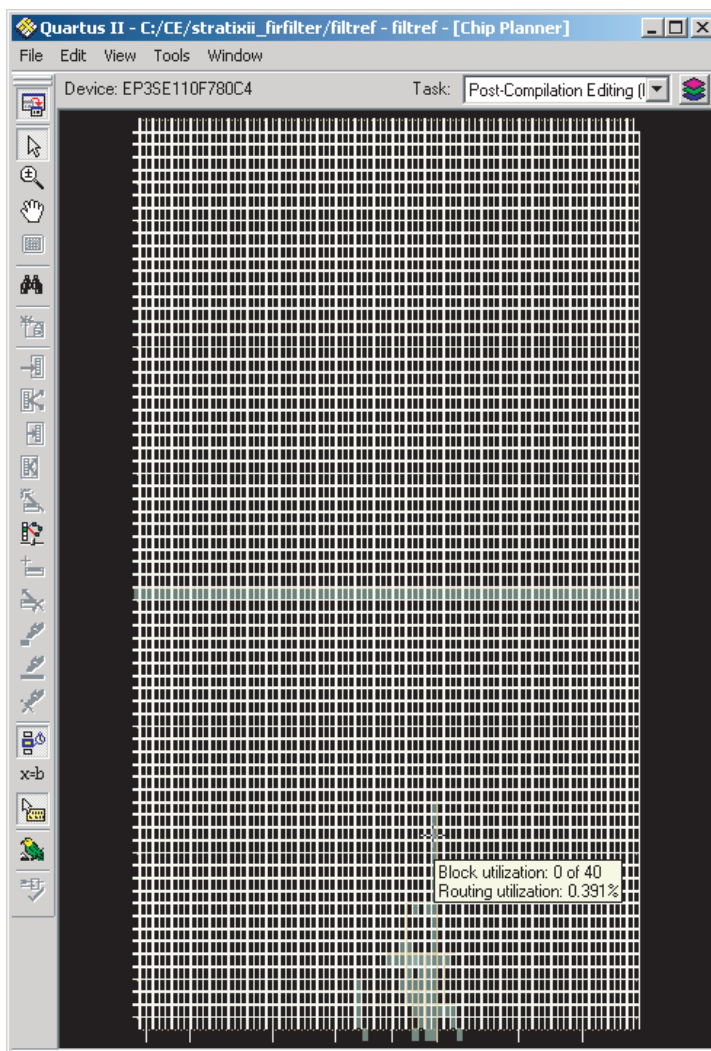 Quartus II - C:/CE/stratixii_firfilter/filtref - filtref - [Chip Planner]
File Edit View Tools Window
Device: EP3SE110F780C4 Task: Post-Compilation Editing (
x=b
Block utilization: 0 of 40
Routing utilization: 0.391%